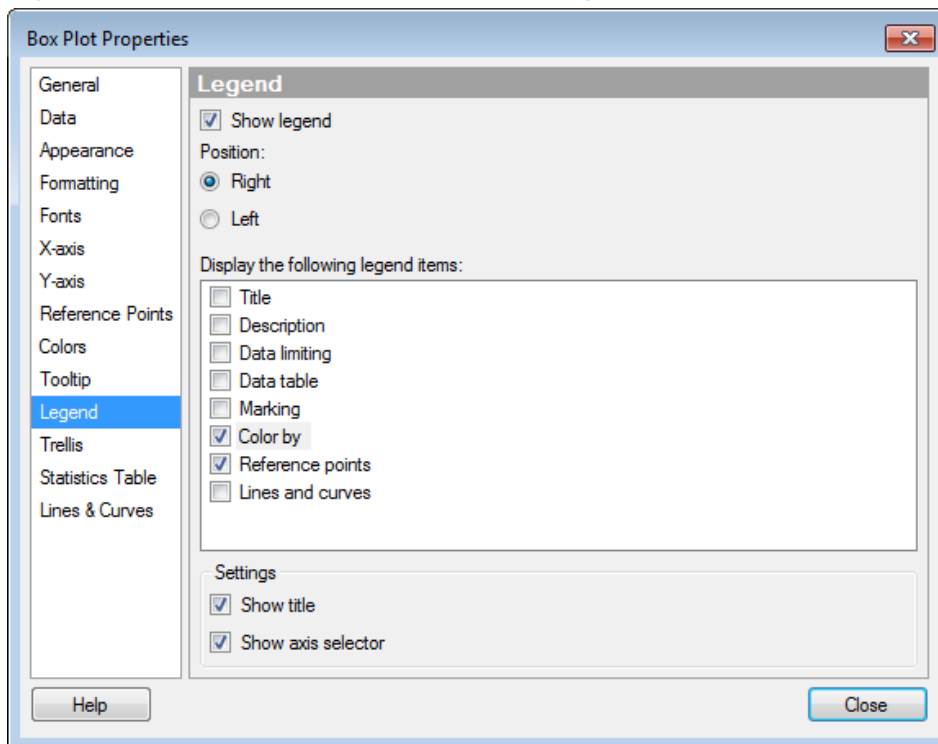 Box Plot Properties
General
Data
Appearance
Formatting
Fonts
X-axis
Y-axis
Reference Points
Colors
Tooltip
Legend
Trellis
Statistics Table
Lines & Curves
Legend
Show legend
Position:
Right
Left
Display the following legend items:
Title
Description
Data limiting
Data table
Marking
Color by
Reference points
Lines and curves
Settings
Show title
Show axis selector
Help
Close